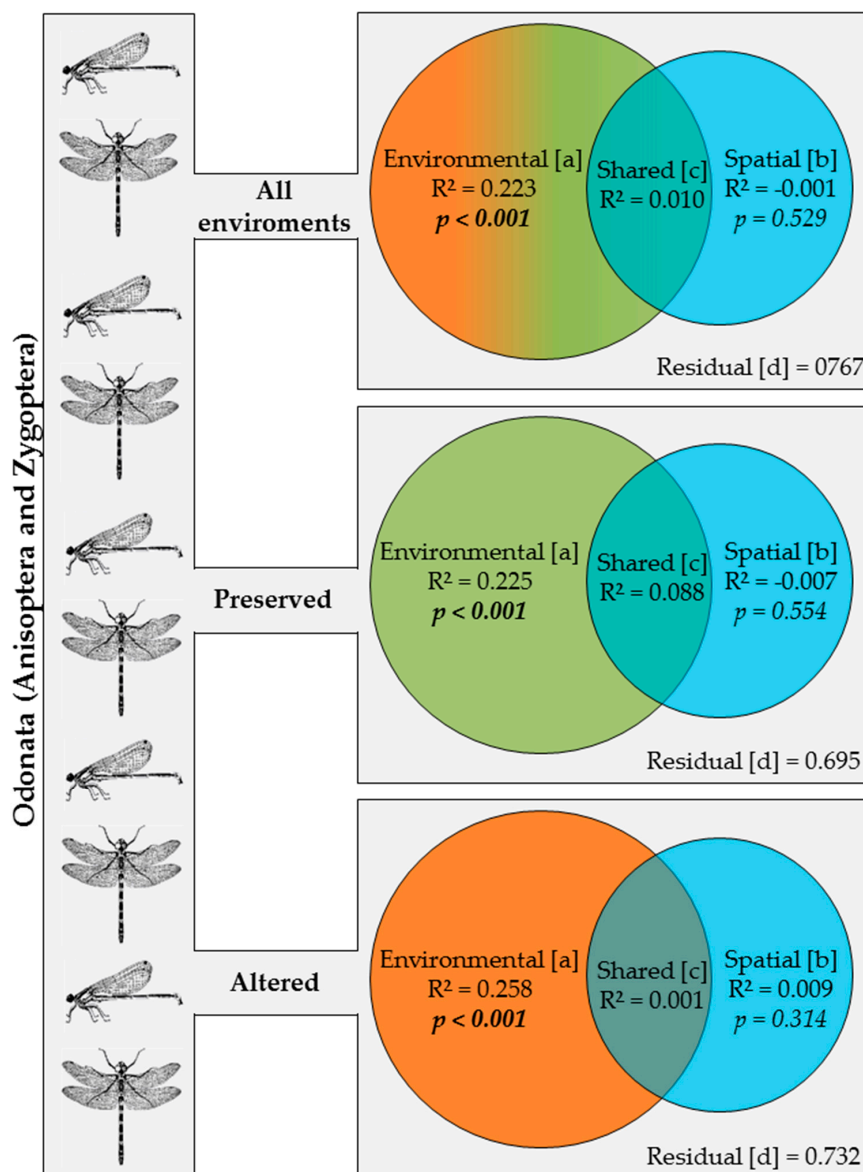 Odonata (Anisoptera and Zygoptera)
All
enviroments
Environmental [a]
R² = 0.223
p < 0.001
Shared [c]
R² = 0.010
Spatial [b]
R² = -0.001
p = 0.529
Residual [d] = 0767
Preserved
Environmental [a]
R² = 0.225
p < 0.001
Shared [c]
R² = 0.088
Spatial [b]
R² = -0.007
p = 0.554
Residual [d] = 0.695
Altered
Environmental [a]
R² = 0.258
p < 0.001
Shared [c]
R² = 0.001
Spatial [b]
R² = 0.009
p = 0.314
Residual [d] = 0.732